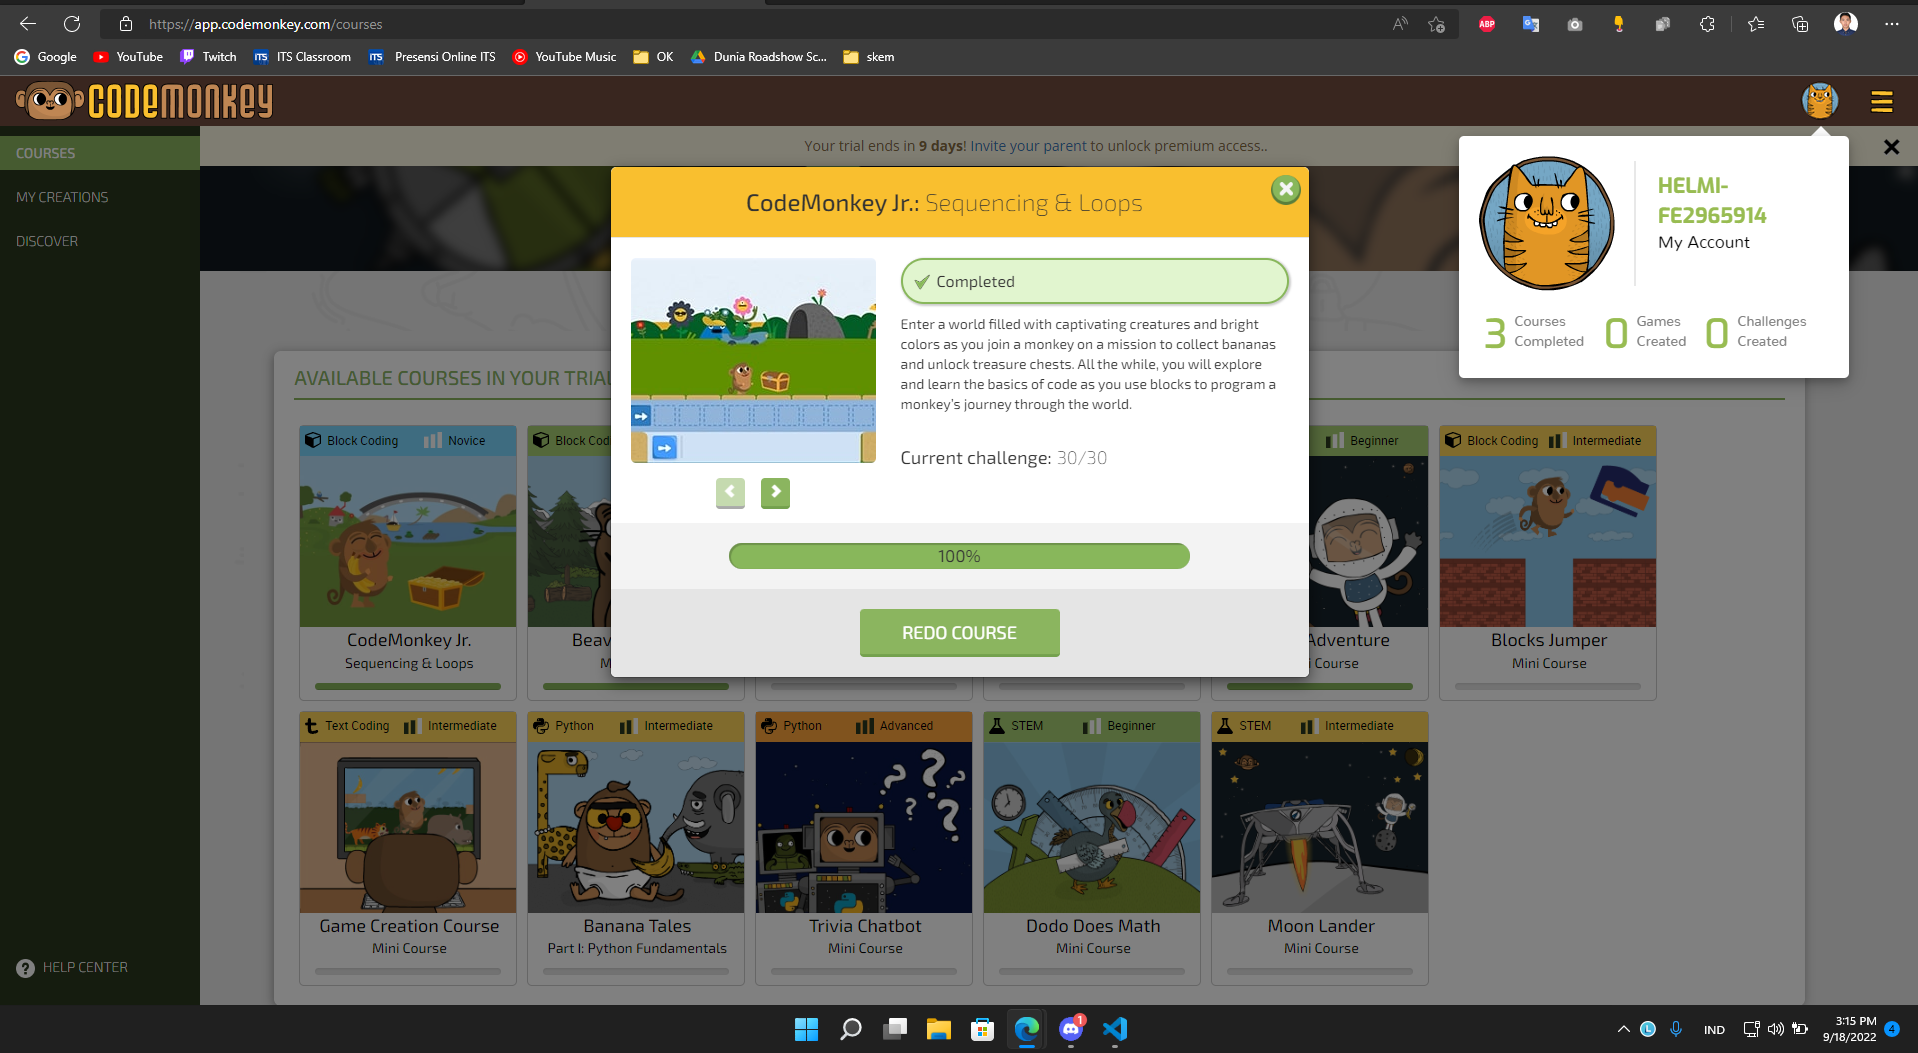 https://app.codemonkey.com/courses
ABP
Google
YouTube
Twitch
ITS
ITS Classroom
ITS
Presensi Online ITS
YouTube Music
OK
Dunia Roadshow Sc...
skem
CODEMONKEY
COURSES
MY CREATIONS
DISCOVER
HELP CENTER
Your trial ends in 9 days! Invite your parent to unlock premium access..
HELMI-
FE2965914
My Account
3 Courses Completed
0 Games Created
0 Challenges Created
CodeMonkey Jr.: Sequencing & Loops
Completed
Enter a world filled with captivating creatures and bright
colors as you join a monkey on a mission to collect bananas
and unlock treasure chests. All the while, you will explore
and learn the basics of code as you use blocks to program a
monkey's journey through the world.
Current challenge: 30/30
100%
REDO COURSE
AVAILABLE COURSES IN YOUR TRIA
Block Coding Novice
CodeMonkey Jr.
Sequencing & Loops
Block Cod
Beav
M
Beginner
Adventure
i Course
Block Coding Intermediate
Blocks Jumper
Mini Course
Text Coding Intermediate
Game Creation Course
Mini Course
Python Intermediate
Banana Tales
Part I: Python Fundamentals
Python Advanced
Trivia Chatbot
Mini Course
STEM Beginner
Dodo Does Math
Mini Course
STEM Intermediate
Moon Lander
Mini Course
1
IND
3:15 PM
9/18/2022
4